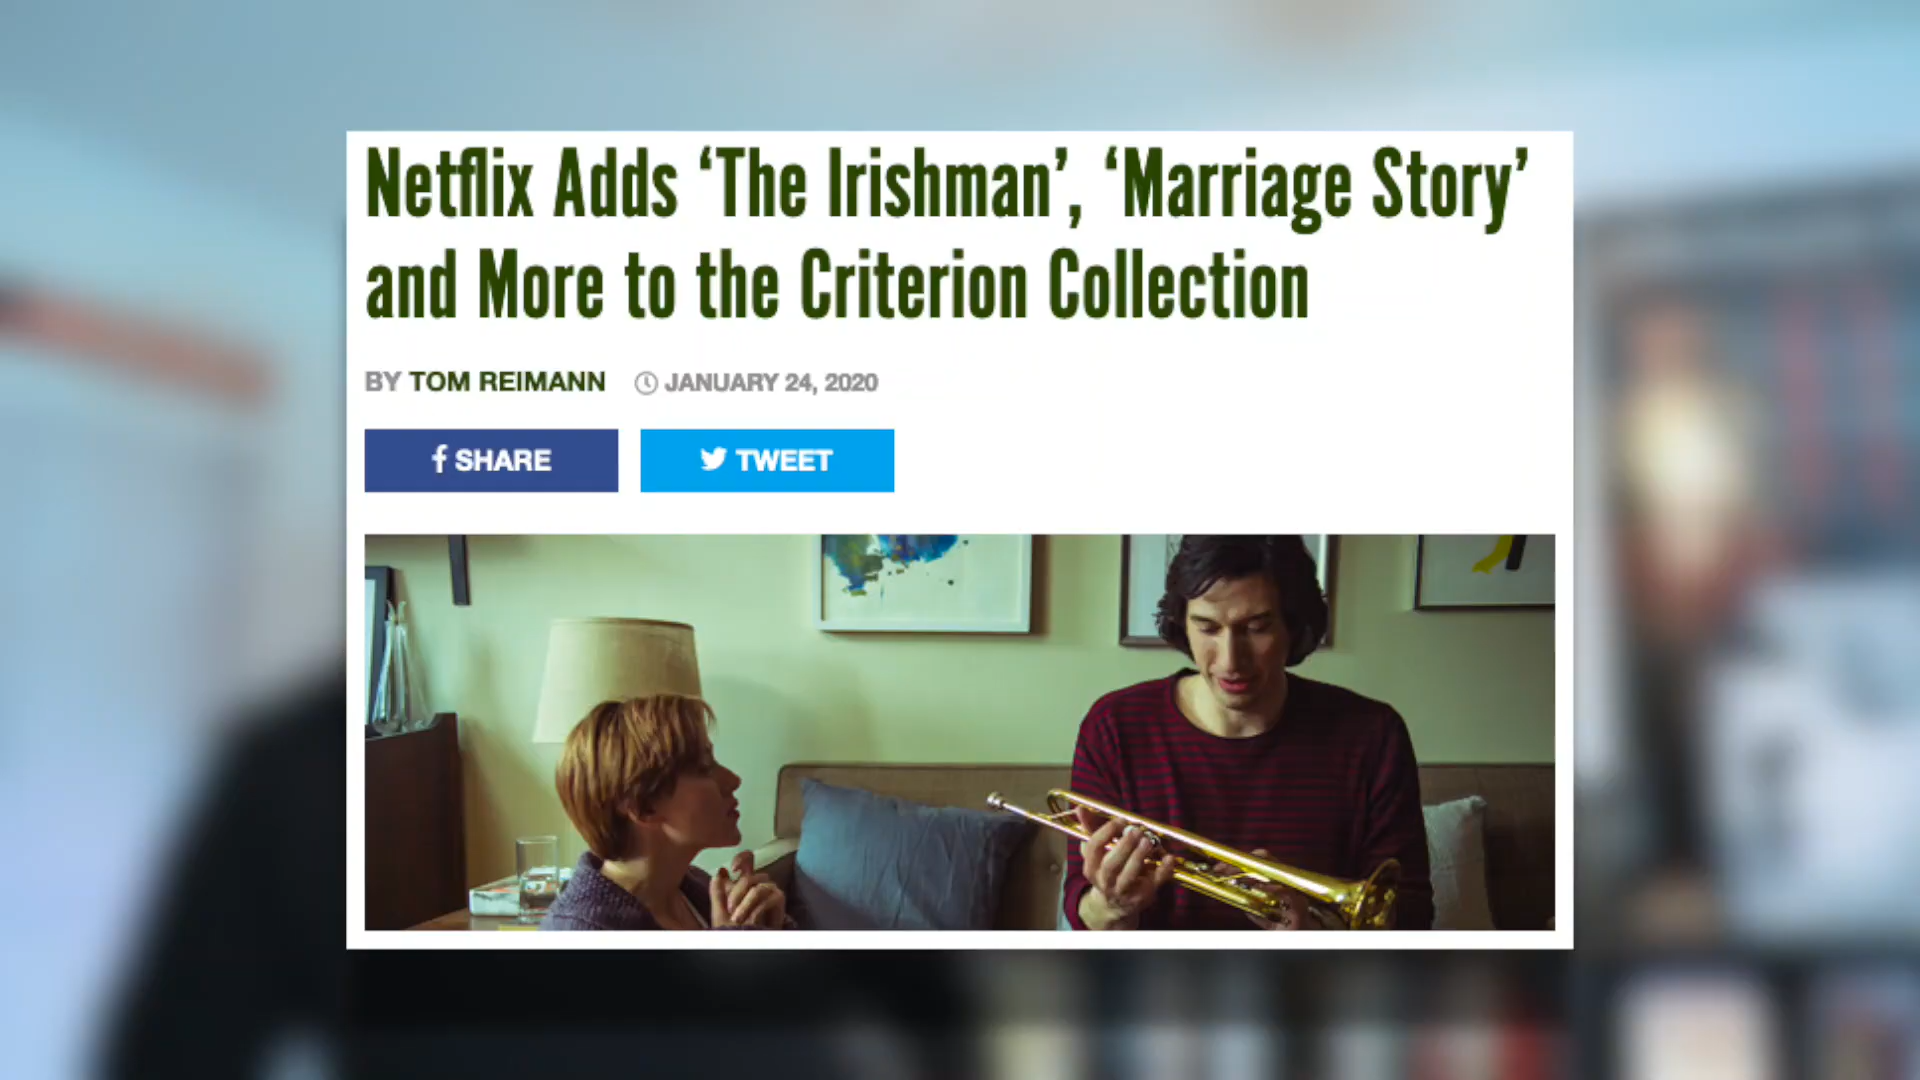 Netflix Adds ‘The Irishman’, ‘Marriage Story’
and More to the Criterion Collection
BY TOM REIMANN JANUARY 24, 2020
SHARE TWEET